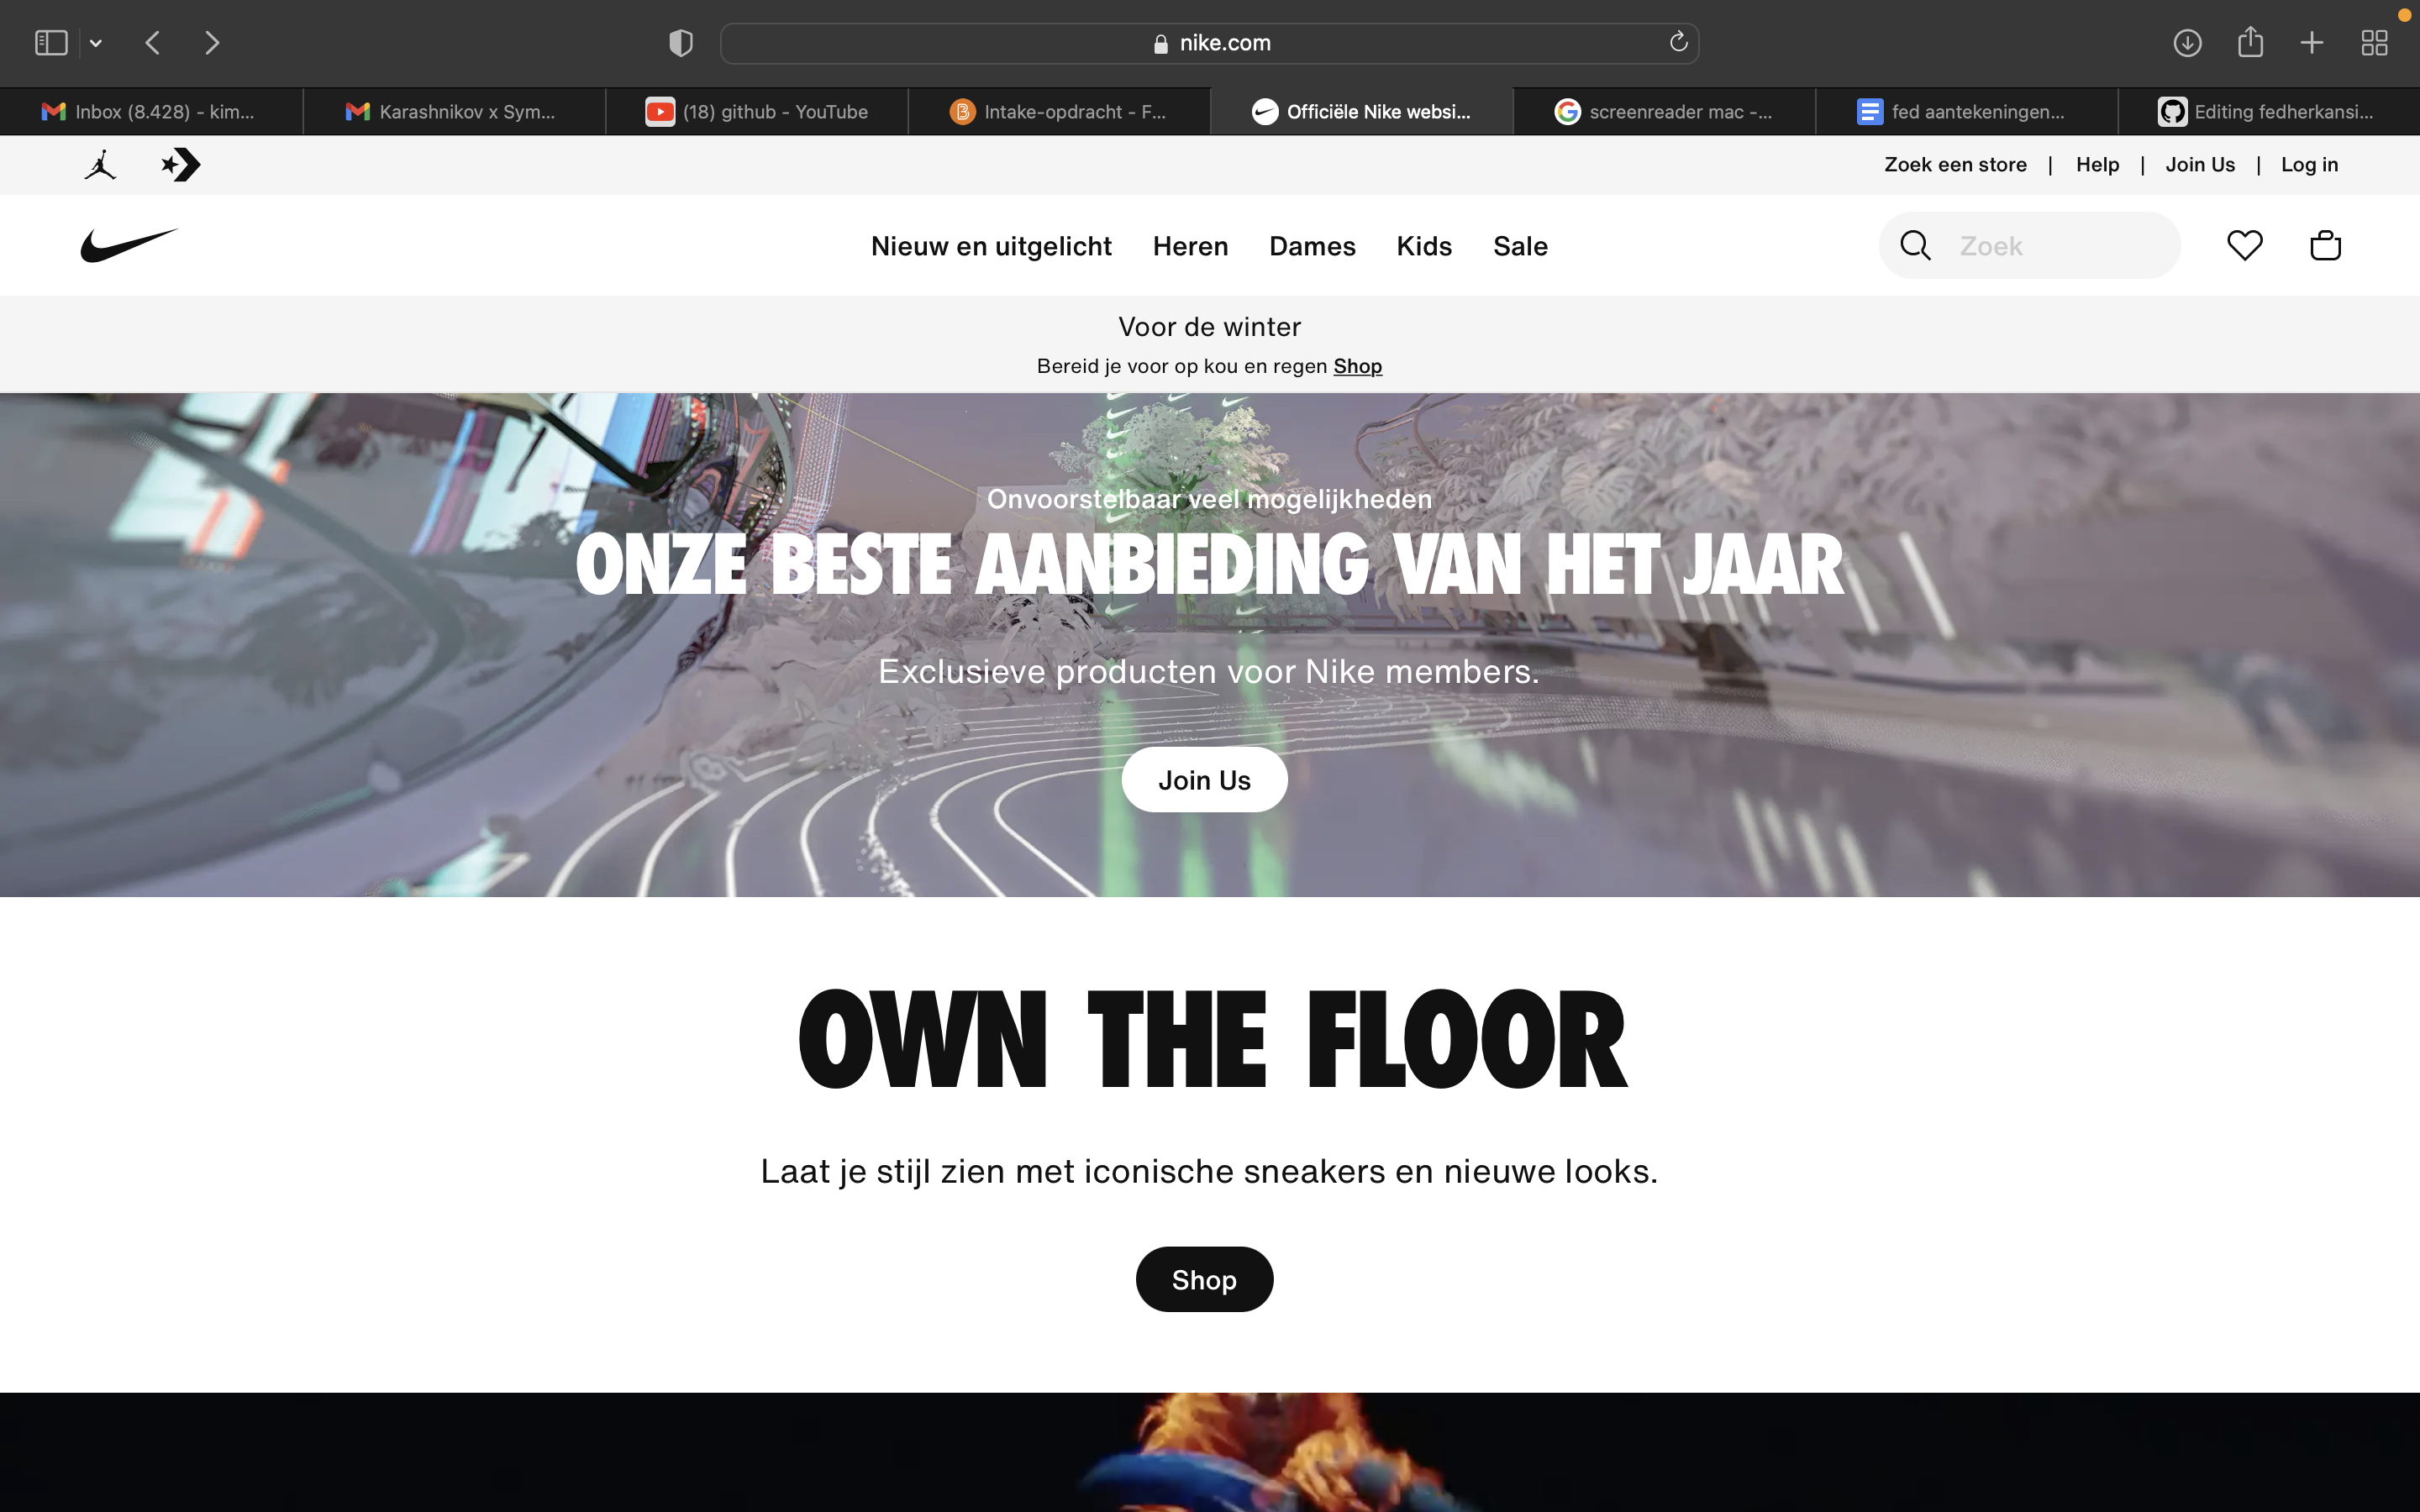 nike.com
Inbox (8.428) - kim...
Karashnikov x Sym...
(18) github - YouTube
Intake-opdracht - F...
Officiële Nike websi...
screenreader mac -...
fed aantekeningen...
Editing fedherkansi...
Zoek een store | Help | Join Us | Log in
Nieuw en uitgelicht Heren Dames Kids Sale
Zoek
Voor de winter
Bereid je voor op kou en regen Shop
Onvoorstelbaar veel mogelijkheden
ONZE BESTE AANBIEDING VAN HET JAAR
Exclusieve producten voor Nike members.
Join Us
OWN THE FLOOR
Laat je stijl zien met iconische sneakers en nieuwe looks.
Shop